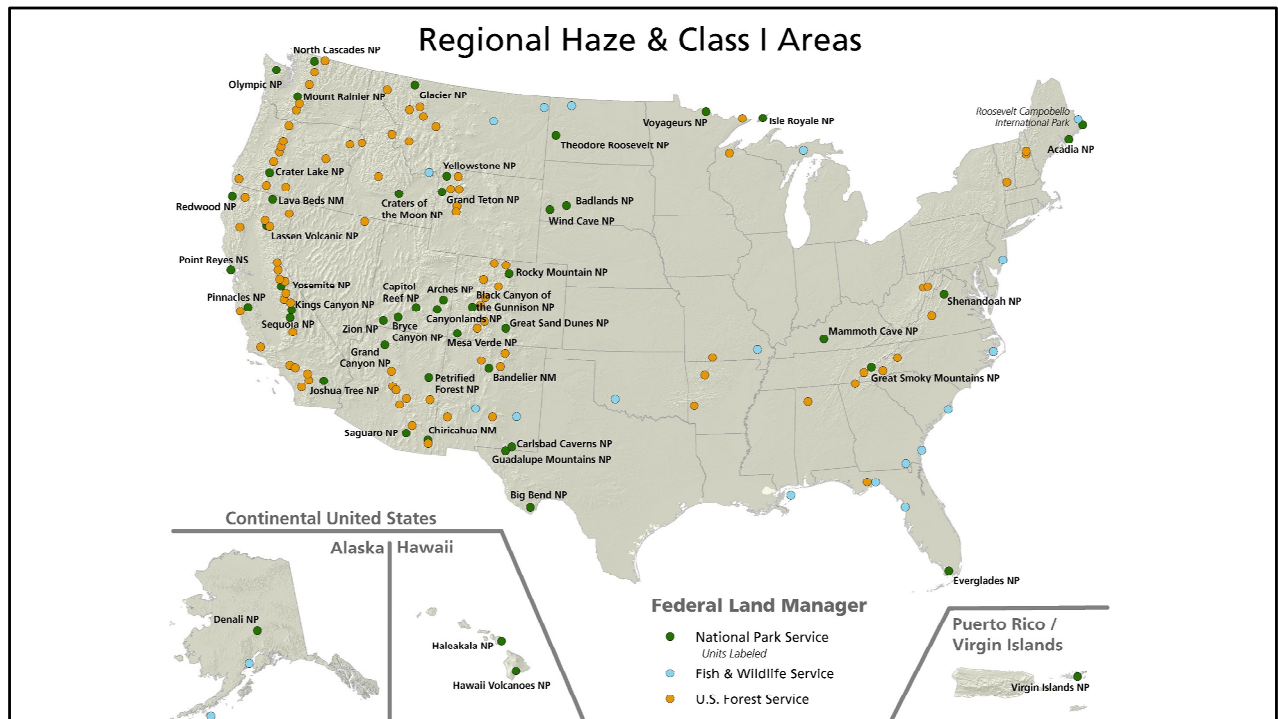 Regional Haze & Class I Areas
North Cascades NP
Olympic NP
Mount Rainier NP
Glacier NP
Voyageurs NP
Isle Royale NP
Roosevelt Campobello
International Park
Acadia NP
Theodore Roosevelt NP
Crater Lake NP
Yellowstone NP
Redwood NP
Lava Beds NM
Craters of
the Moon NP
Grand Teton NP
Badlands NP
Wind Cave NP
Lassen Volcanic NP
Point Reyes NS
Rocky Mountain NP
Yosemite NP
Capitol
Reef NP
Arches NP
Black Canyon of
the Gunnison NP
Pinnacles NP
Kings Canyon NP
Shenandoah NP
Sequoia NP
Zion NP
Bryce
Canyon NP
Canyonlands NP
Great Sand Dunes NP
Mammoth Cave NP
Mesa Verde NP
Grand
Canyon NP
Joshua Tree NP
Petrified
Forest NP
Bandelier NM
Great Smoky Mountains NP
Saguaro NP
Chiricahua NM
Carlsbad Caverns NP
Guadalupe Mountains NP
Big Bend NP
Everglades NP
Continental United States
Alaska
Hawaii
Denali NP
Haleakala NP
Hawaii Volcanoes NP
Federal Land Manager
National Park Service
Units Labeled
Fish & Wildlife Service
U.S. Forest Service
Puerto Rico /
Virgin Islands
Virgin Islands NP